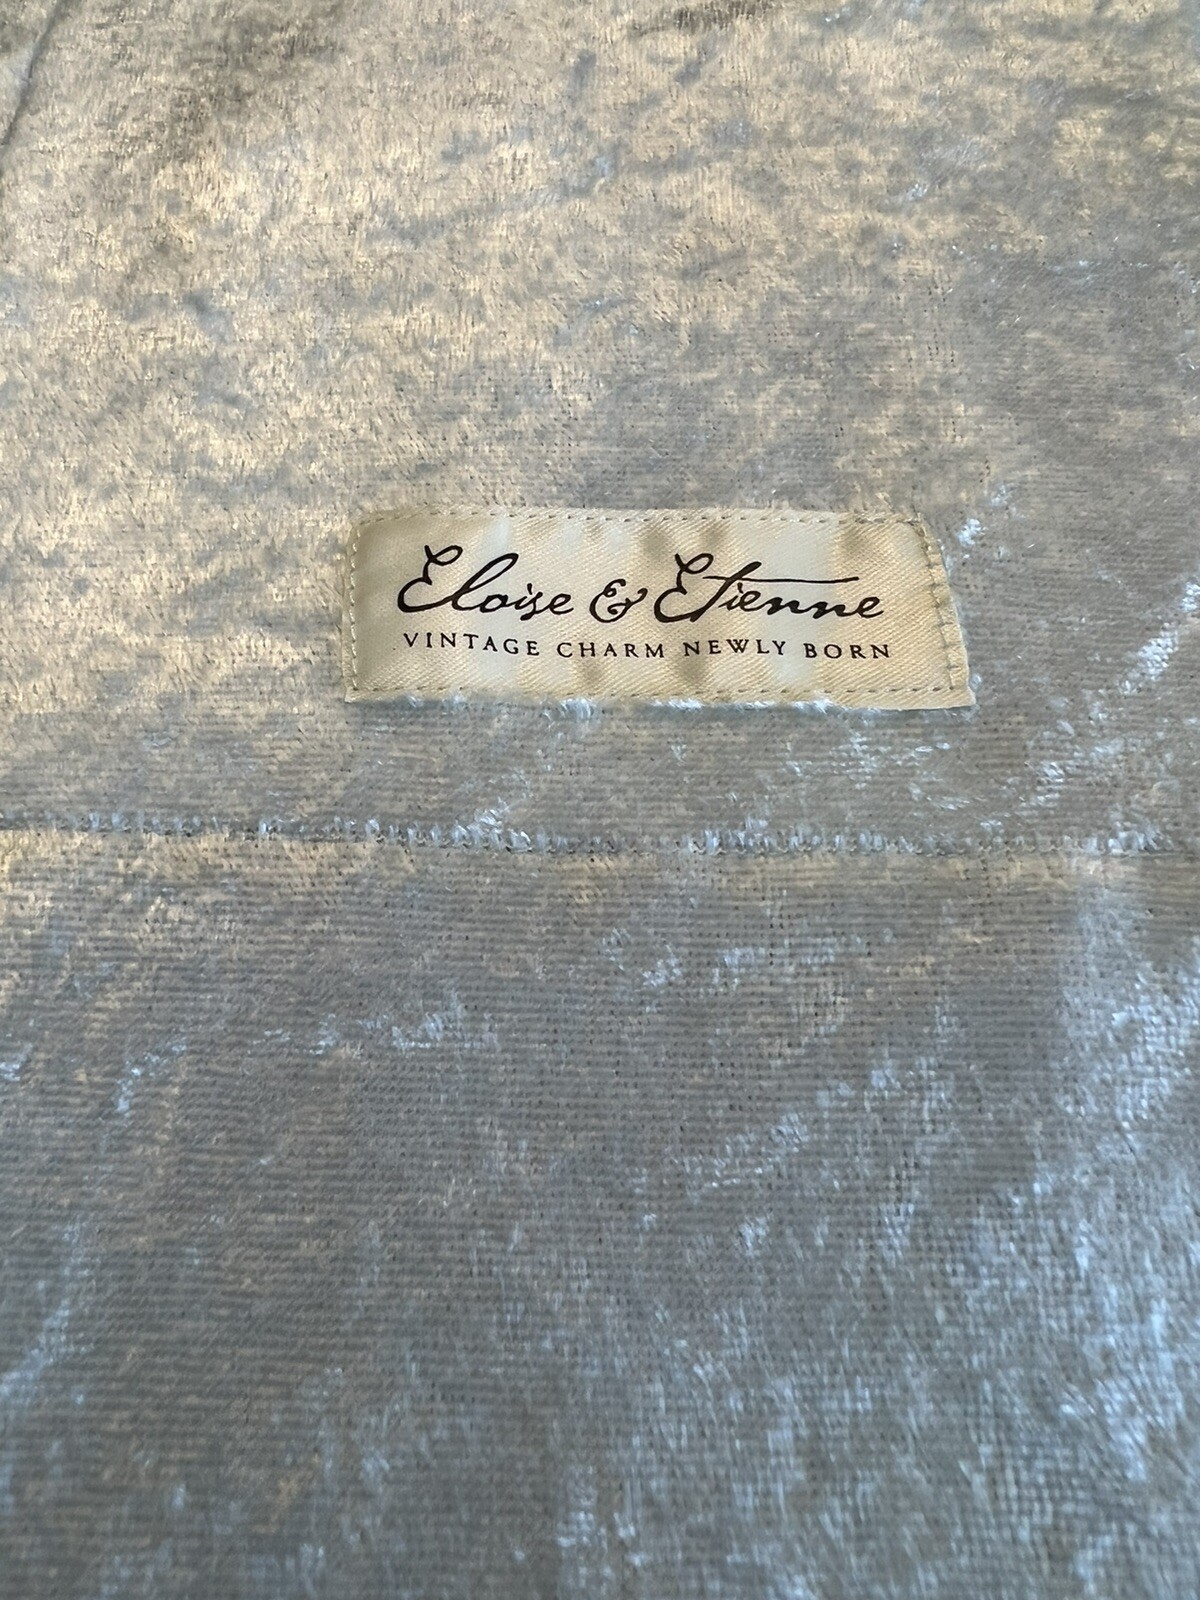 Eloise & Etienne
VINTAGE CHARM NEWLY BORN